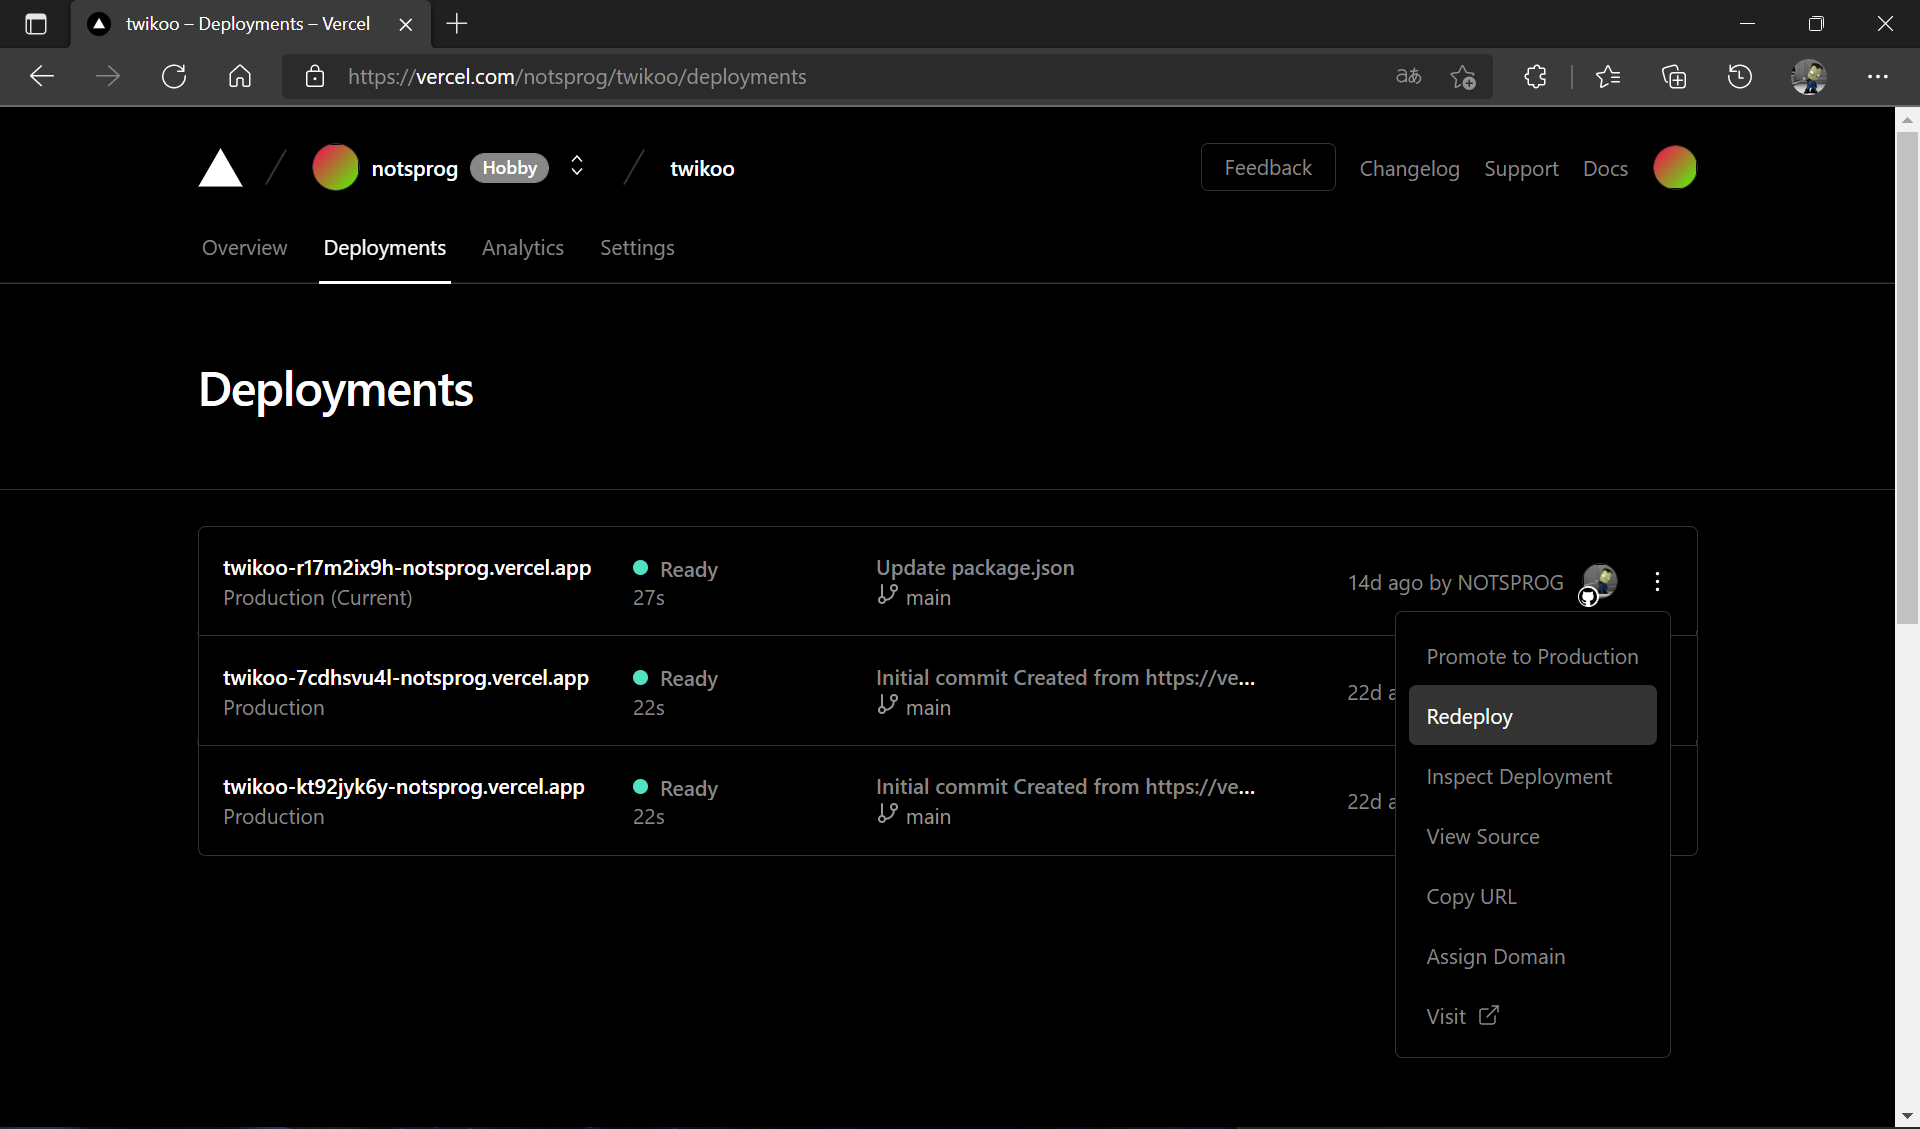 twikoo – Deployments – Vercel
https://vercel.com/notsprog/twikoo/deployments
aあ
notsprog Hobby twikoo
Feedback Changelog Support Docs
Overview Deployments Analytics Settings
Deployments
twikoo-r17m2ix9h-notsprog.vercel.app Ready Update package.json
Production (Current) 27s main
14d ago by NOTSPROG
twikoo-7cdhsvu4l-notsprog.vercel.app Ready Initial commit Created from https://ve...
Production 22s main
22d a
twikoo-kt92jyk6y-notsprog.vercel.app Ready Initial commit Created from https://ve...
Production 22s main
22d a
Promote to Production
Redeploy
Inspect Deployment
View Source
Copy URL
Assign Domain
Visit